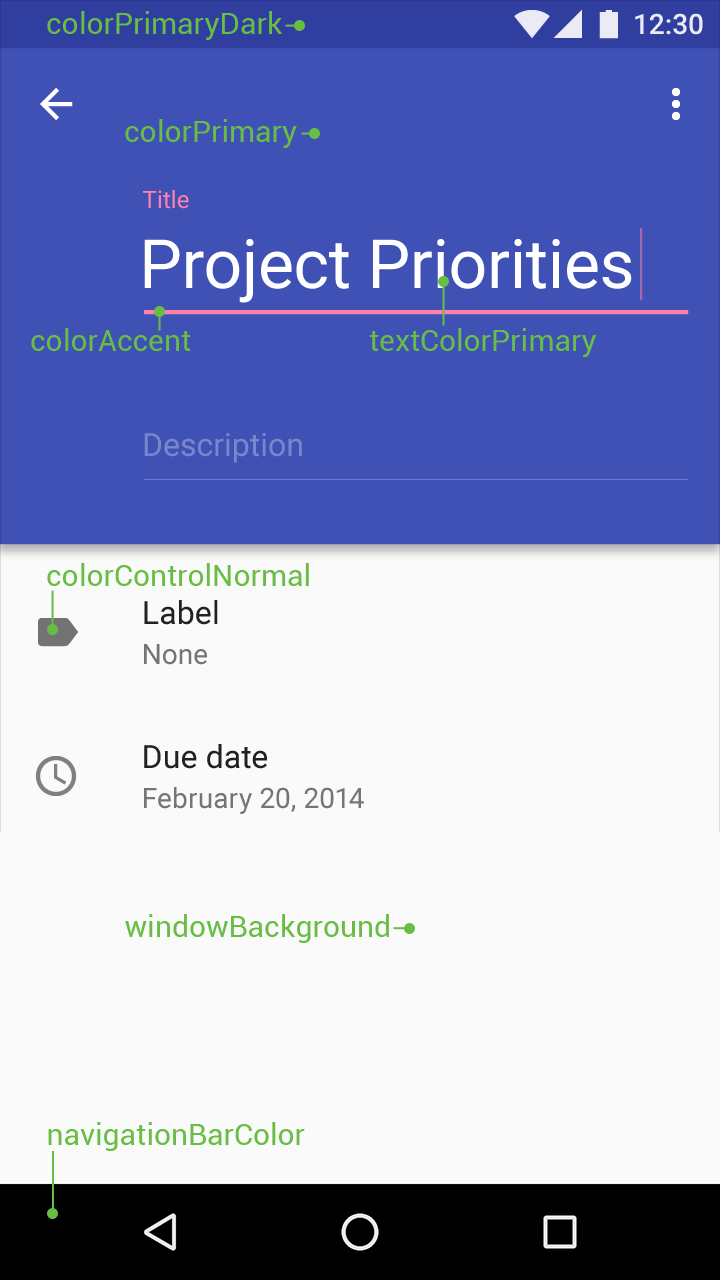 colorPrimaryDark 12:30
colorPrimary
Title
Project Priorities
colorAccent textColorPrimary
Description
colorControlNormal
Label
None
Due date
February 20, 2014
windowBackground
navigationBarColor